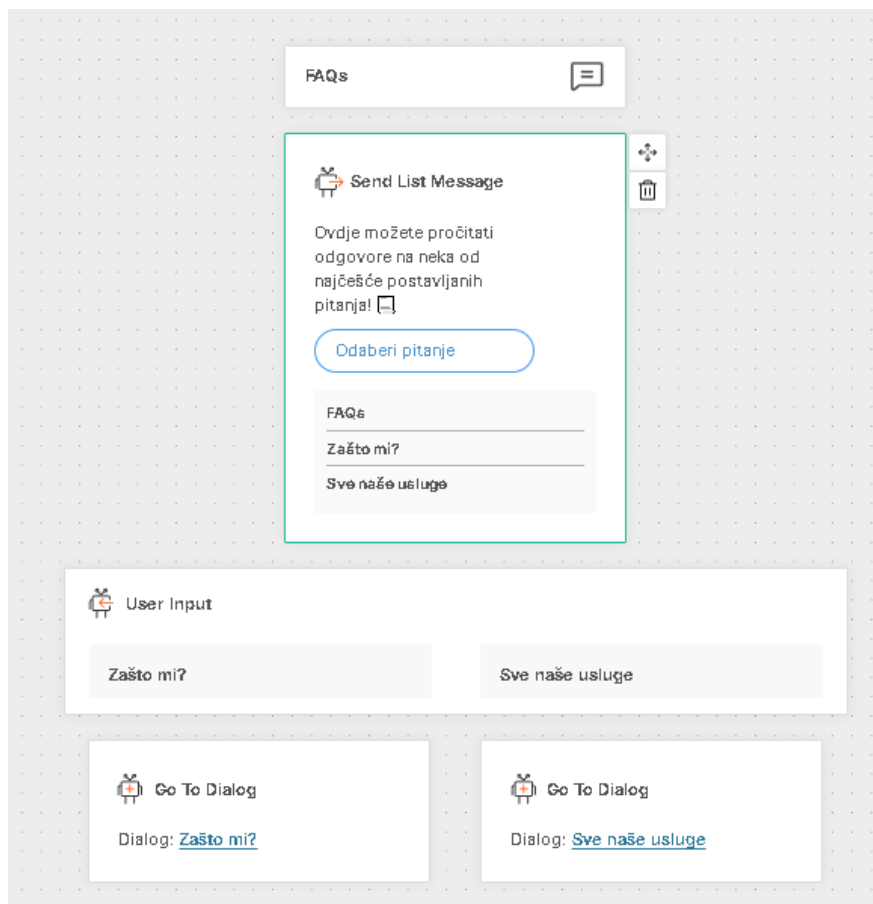 FAQs
Send List Message
Ovdje možete pročitati
odgovore na neka od
najčešće postavljanih
pitanja!
Odaberi pitanje
FAQs
Zašto mi?
Sve naše usluge
User Input
Zašto mi?
Sve naše usluge
Go To Dialog
Dialog: Zašto mi?
Go To Dialog
Dialog: Sve naše usluge